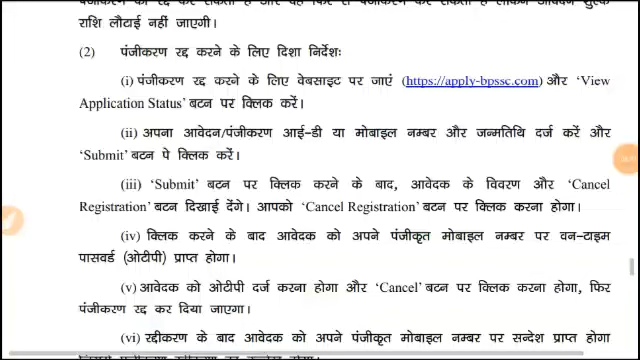 राशि लौटाई नहीं जाएगी।
(2) पंजीकरण रद्द करने के लिए दिशा निर्देशः
(i) पंजीकरण रद्द करने के लिए वेबसाइट पर जाएं (https://apply-bpssc.com) और ‘View
Application Status’ बटन पर क्लिक करें।
(ii) अपना आवेदन/पंजीकरण आई-डी या मोबाइल नम्बर और जन्मतिथि दर्ज करें और
‘Submit’ बटन पे क्लिक करें।
(iii) ‘Submit’ बटन पर क्लिक करने के बाद, आवेदक के विवरण और ‘Cancel
Registration’ बटन दिखाई देंगे। आपको ‘Cancel Registration’ बटन पर क्लिक करना होगा।
(iv) क्लिक करने के बाद आवेदक को अपने पंजीकृत मोबाइल नम्बर पर वन-टाइम
पासवर्ड (ओटीपी) प्राप्त होगा।
(v) आवेदक को ओटीपी दर्ज करना होगा और ‘Cancel’ बटन पर क्लिक करना होगा, फिर
पंजीकरण रद्द कर दिया जाएगा।
(vi) रद्दीकरण के बाद आवेदक को अपने पंजीकृत मोबाइल नम्बर पर सन्देश प्राप्त होगा